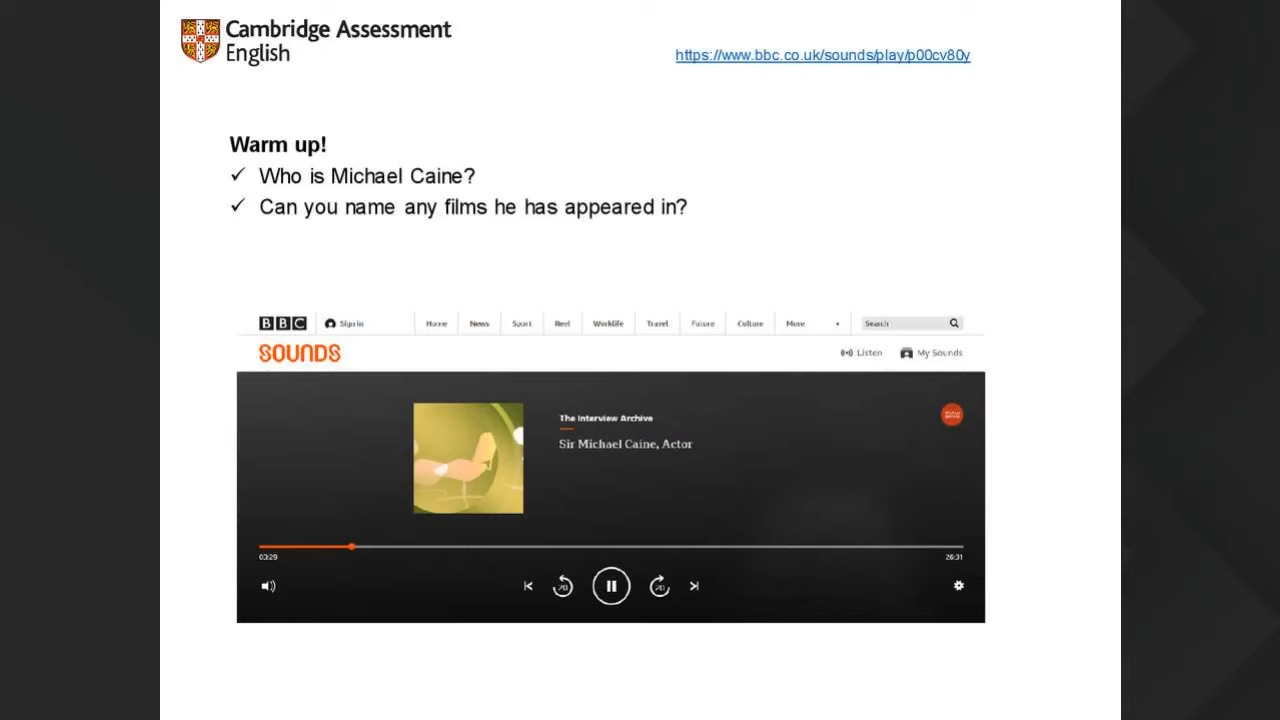 Cambridge Assessment
English
https://www.bbc.co.uk/sounds/play/p00cv80y
Warm up!
✓ Who is Michael Caine?
✓ Can you name any films he has appeared in?
BBC Sign in Home News Sport Reel Worklife Travel Future Culture More Search
SOUNDS Listen My Sounds
The Interview Archive
Sir Michael Caine, Actor
03:29 26:31
20 20